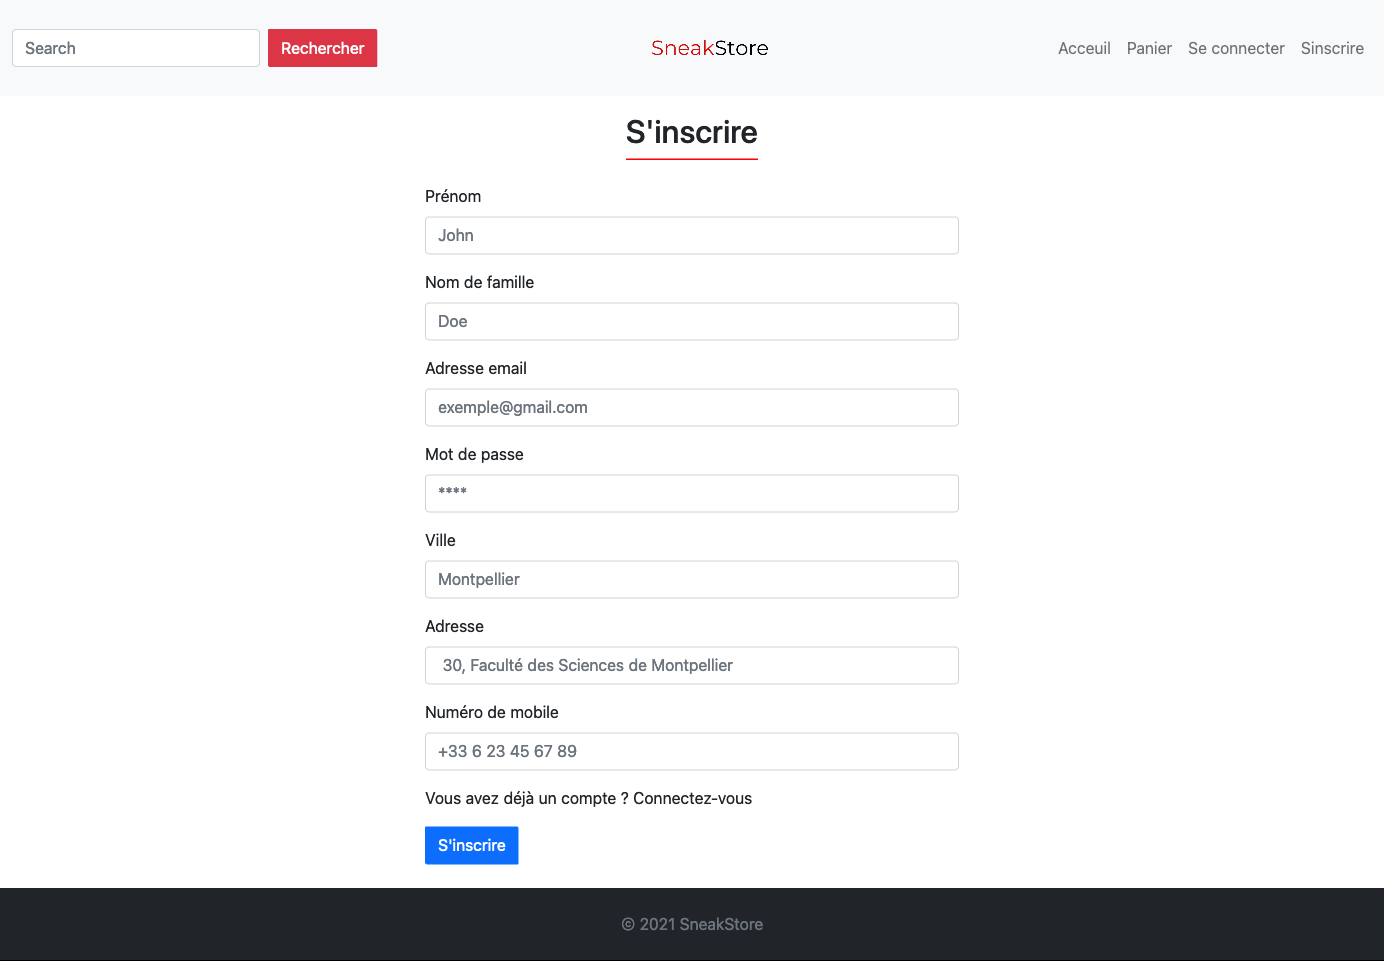 Search
Rechercher
SneakStore
Acceuil
Panier
Se connecter
Sinscrire
S'inscrire
Prénom
John
Nom de famille
Doe
Adresse email
exemple@gmail.com
Mot de passe
****
Ville
Montpellier
Adresse
30, Faculté des Sciences de Montpellier
Numéro de mobile
+33 6 23 45 67 89
Vous avez déjà un compte ? Connectez-vous
S'inscrire
© 2021 SneakStore